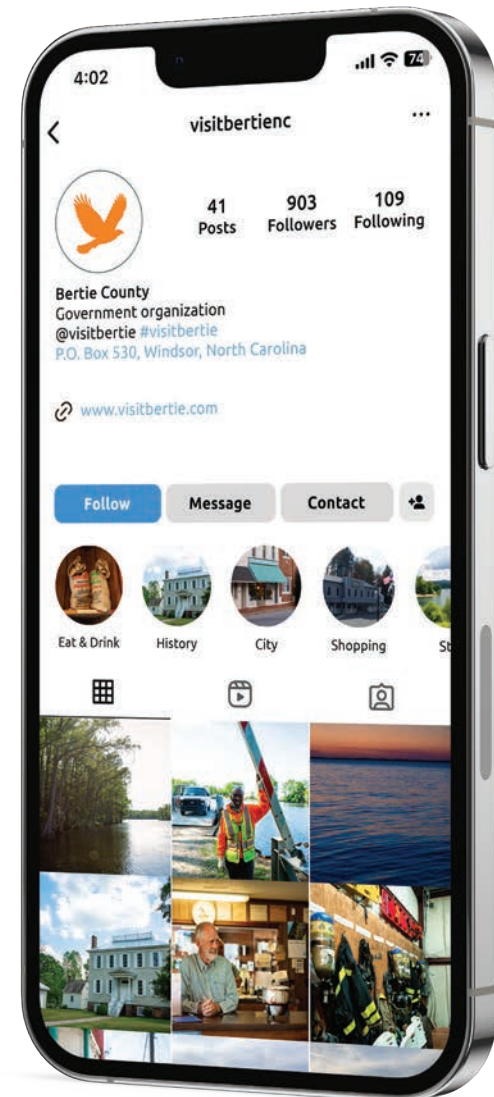 4:02
74
visitbertienc
41 903 109
Posts Followers Following
Bertie County
Government organization
@visitbertie #visitbertie
P.O. Box 530, Windsor, North Carolina
www.visitbertie.com
Follow Message Contact
Eat & Drink History City Shopping St